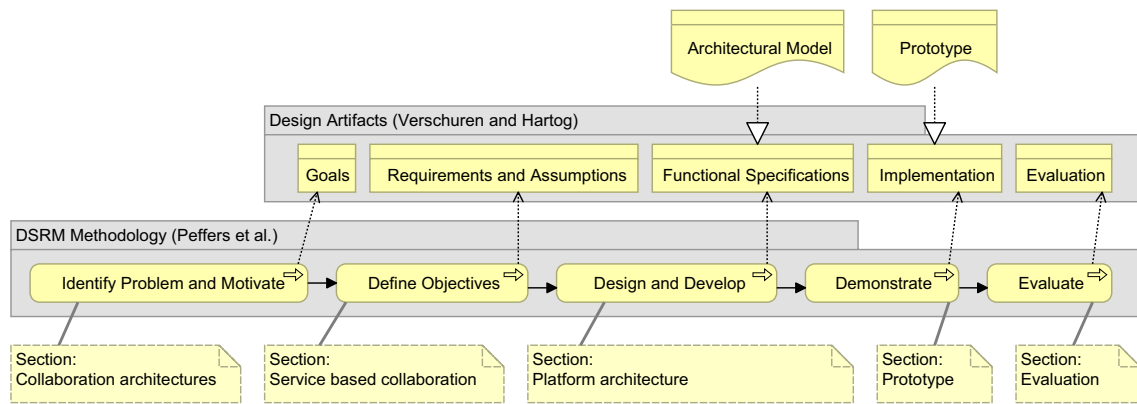 Architectural Model
Prototype
Design Artifacts (Verschuren and Hartog)
Goals
Requirements and Assumptions
Functional Specifications
Implementation
Evaluation
DSRM Methodology (Peffers et al.)
Identify Problem and Motivate
Define Objectives
Design and Develop
Demonstrate
Evaluate
Section:
Collaboration architectures
Section:
Service based collaboration
Section:
Platform architecture
Section:
Prototype
Section:
Evaluation